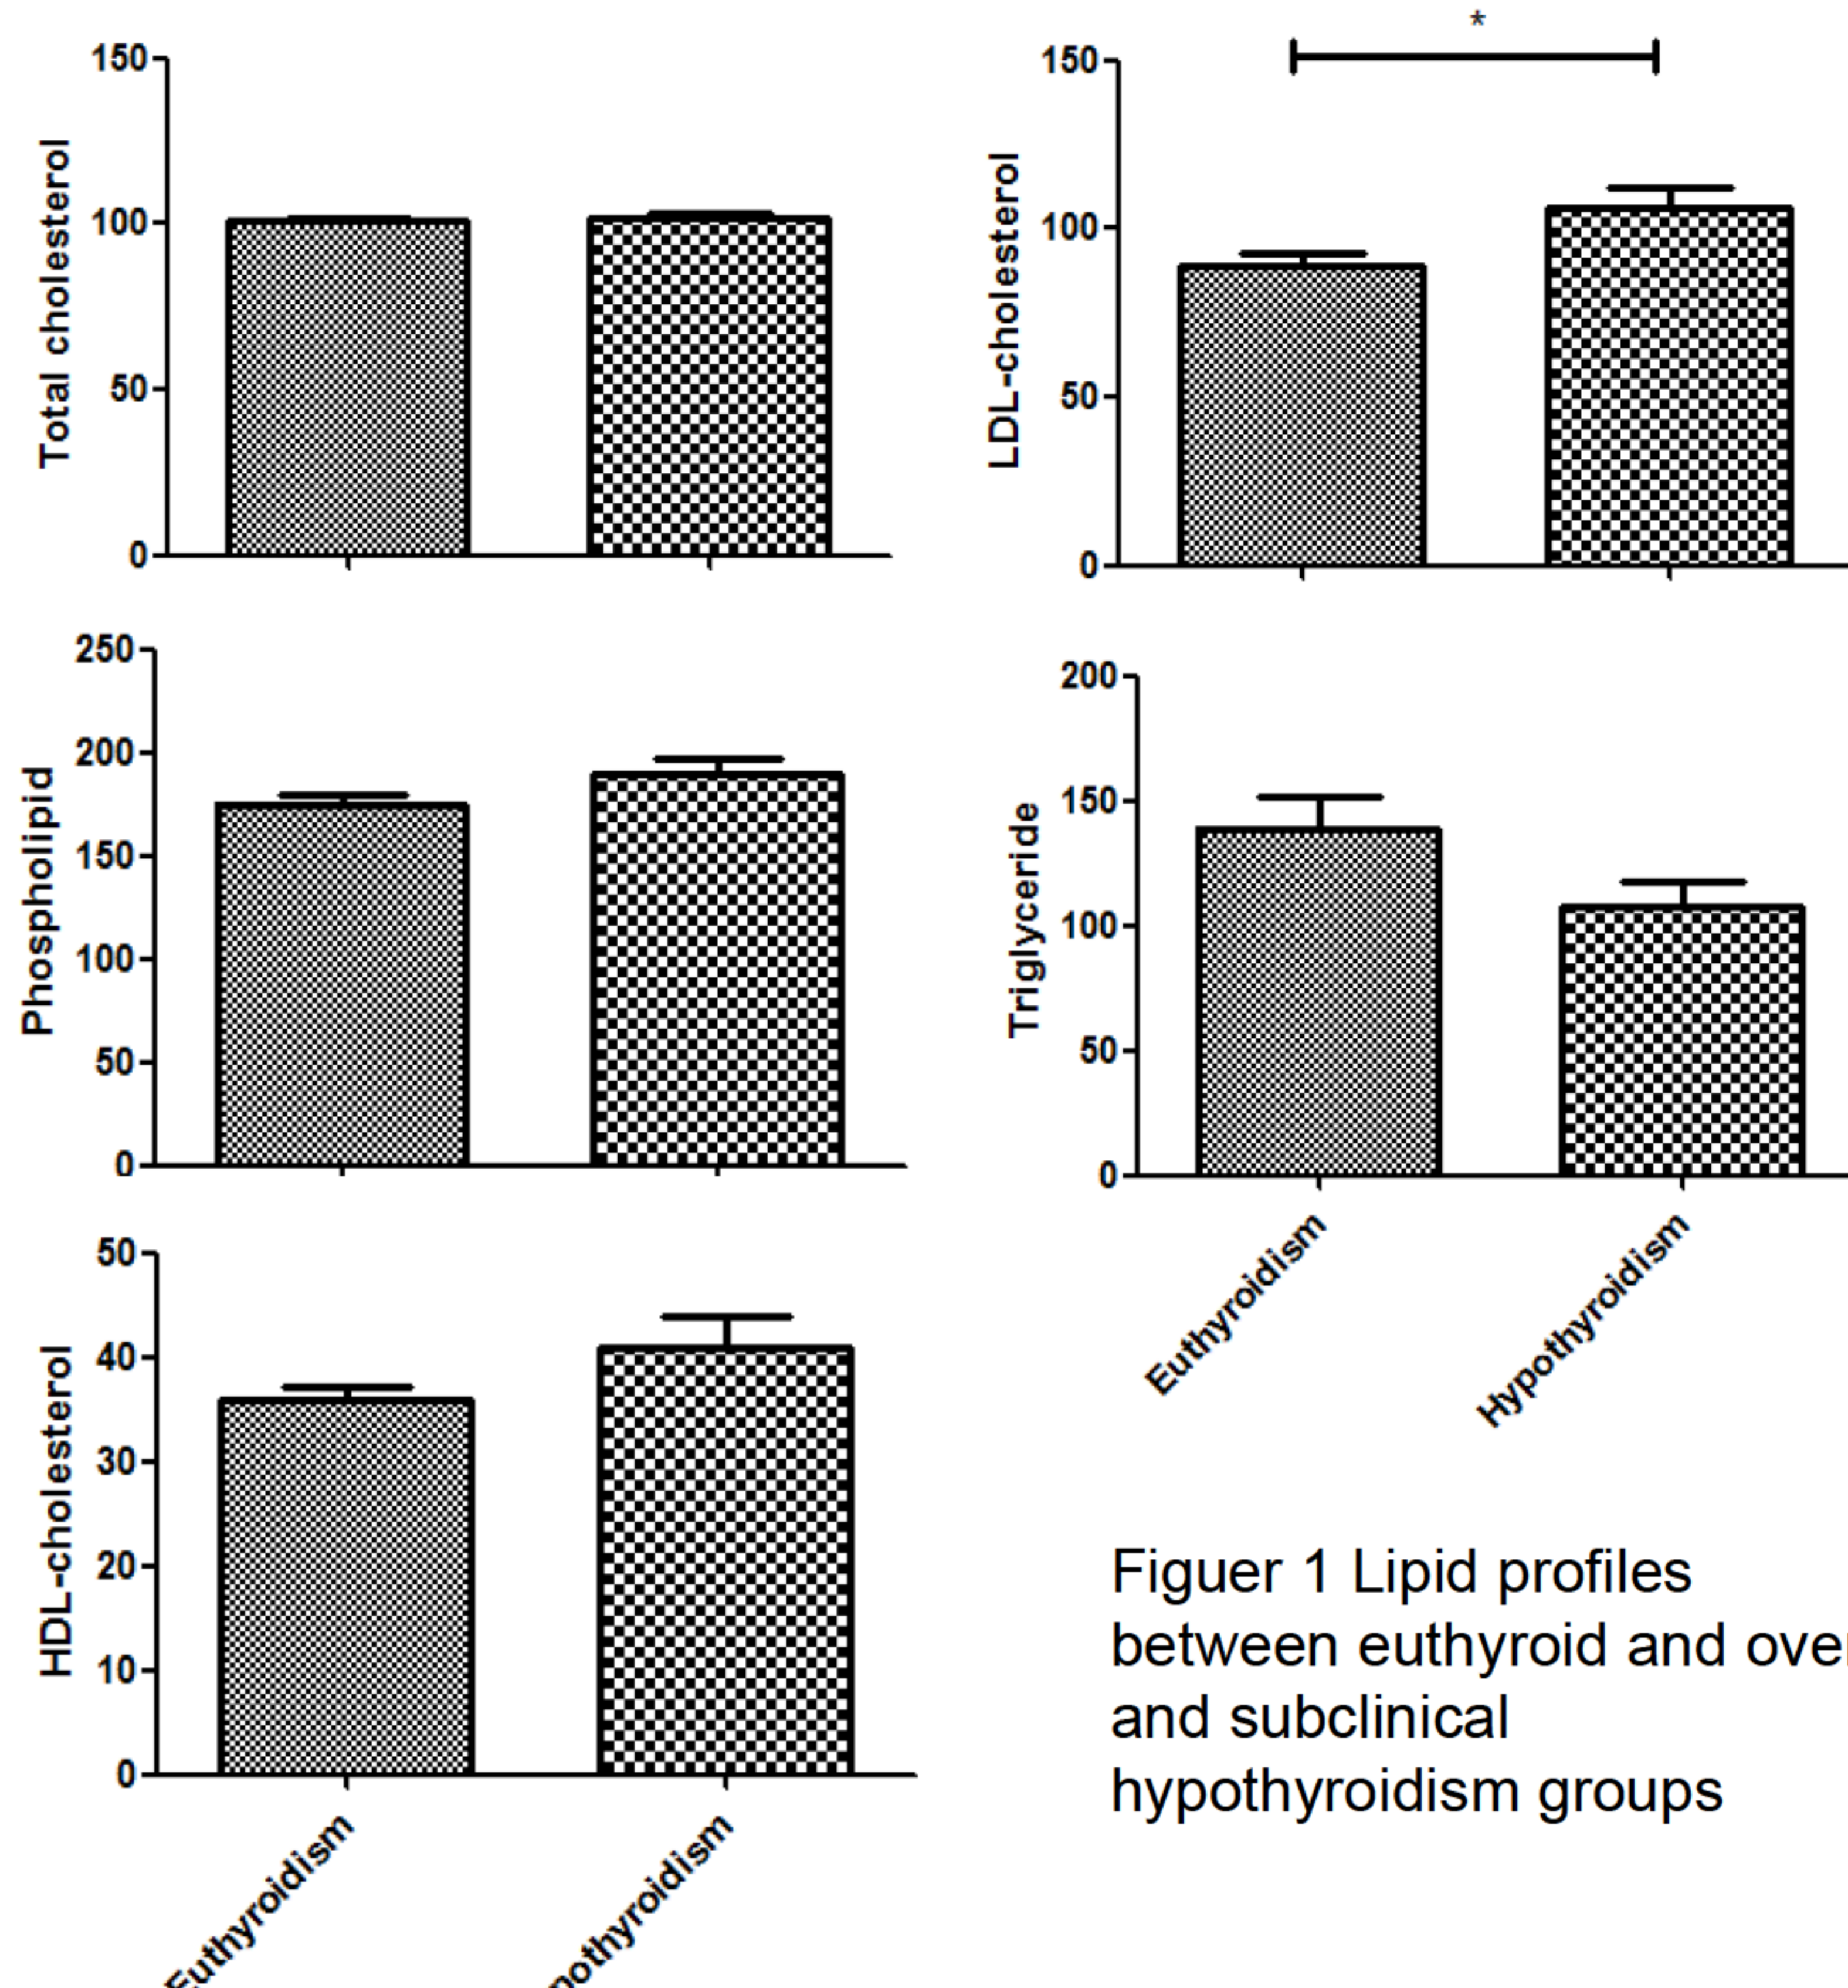 Total cholesterol
150
100
50
0
*
LDL-cholesterol
150
100
50
0
Phospholipid
250
200
150
100
50
0
Triglyceride
200
150
100
50
0
Euthyroidism
Hypothyroidism
HDL-cholesterol
50
40
30
20
10
0
Euthyroidism
pothyroidism
Figuer 1 Lipid profiles
between euthyroid and over
and subclinical
hypothyroidism groups